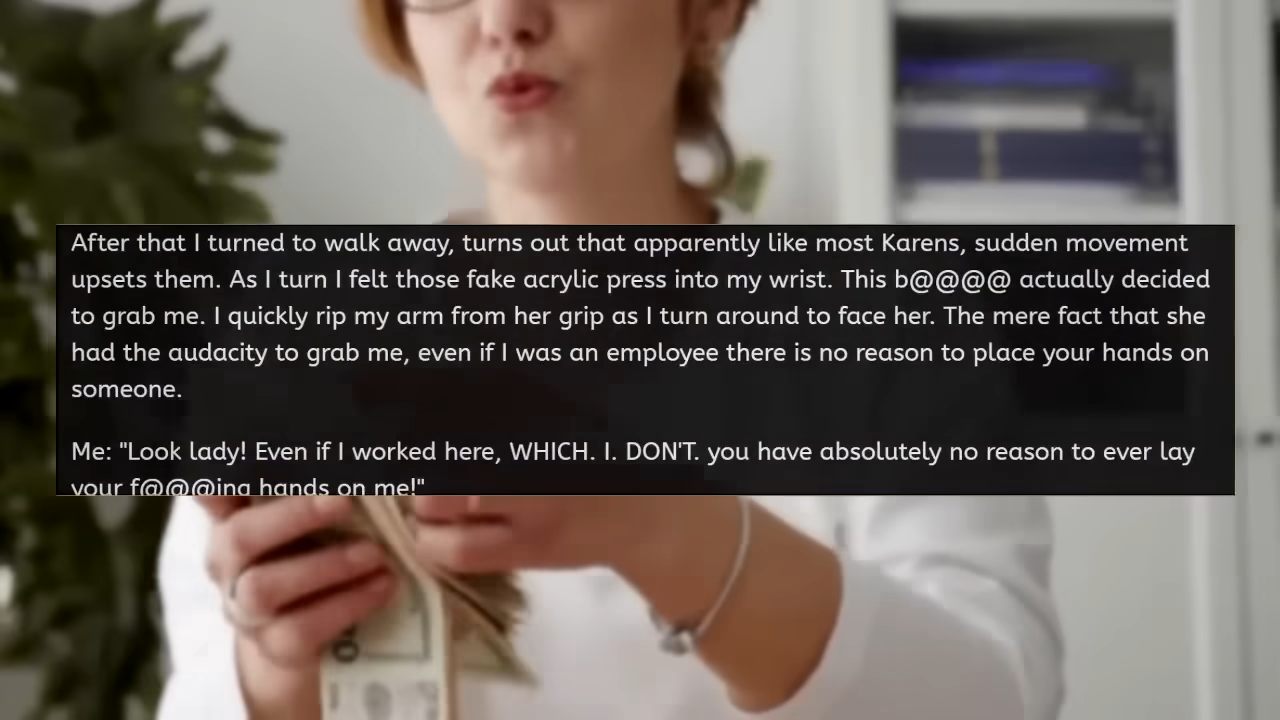 After that I turned to walk away, turns out that apparently like most Karens, sudden movement
upsets them. As I turn I felt those fake acrylic press into my wrist. This b@@@@ actually decided
to grab me. I quickly rip my arm from her grip as I turn around to face her. The mere fact that she
had the audacity to grab me, even if I was an employee there is no reason to place your hands on
someone.
Me: "Look lady! Even if I worked here, WHICH. I. DON'T. you have absolutely no reason to ever lay
your f@@@ing hands on me!"